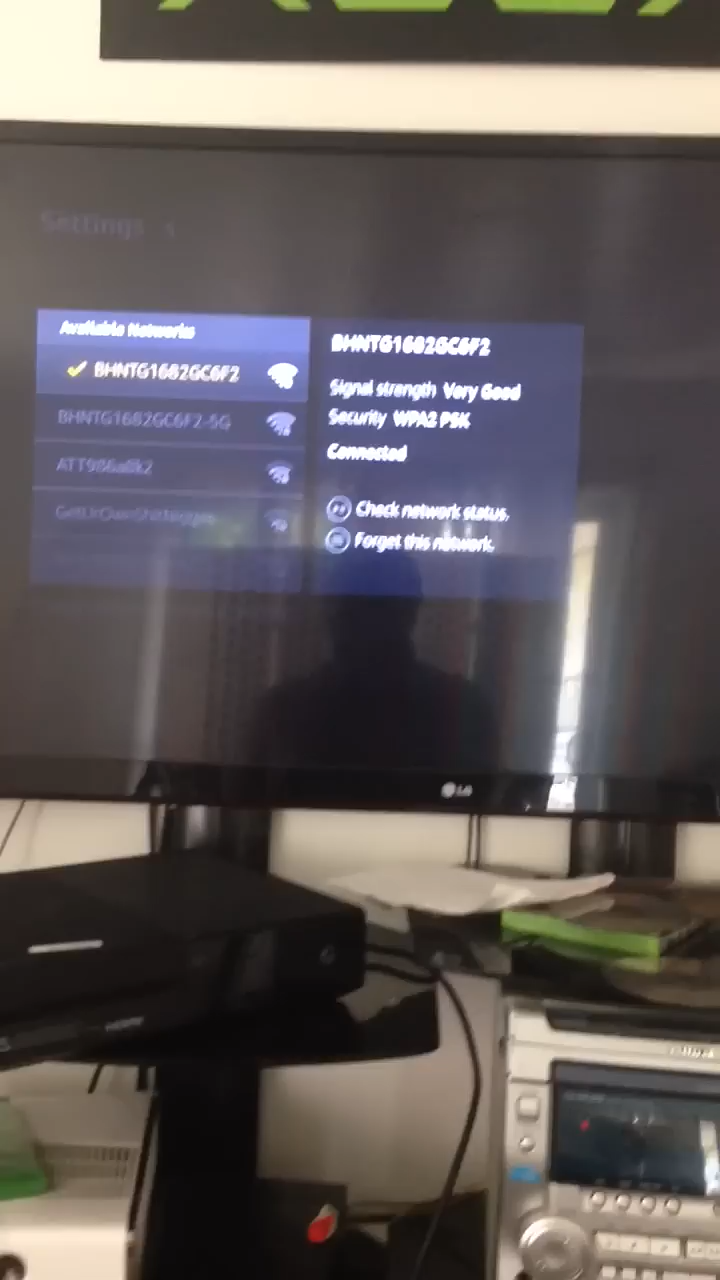 Settings
Available Networks
BHNTG1682GC6F2
BHNTG1682GC6F2-5G
BHNTG1682GC6F2
Signal strength Very Good
Security WPA2 PSK
Connected
Check network status.
Forget this network.
LG